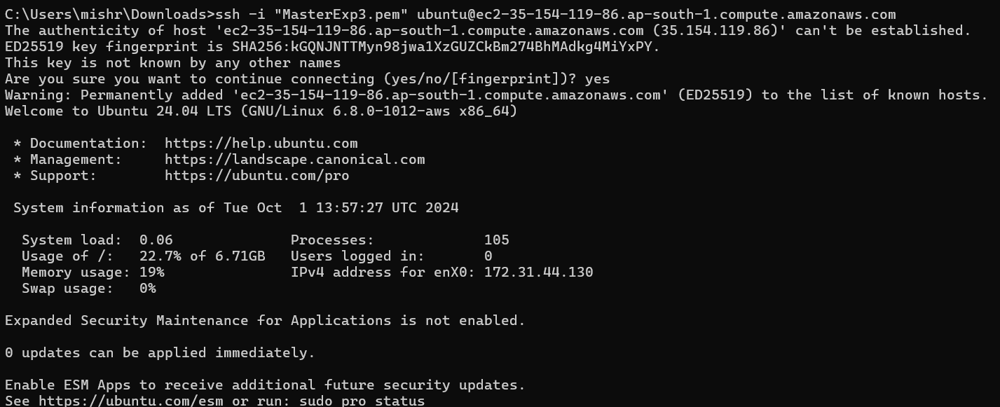 C:\Users\mishr\Downloads>ssh -i "MasterExp3.pem" ubuntu@ec2-35-154-119-86.ap-south-1.compute.amazonaws.com
The authenticity of host 'ec2-35-154-119-86.ap-south-1.compute.amazonaws.com (35.154.119.86)' can't be established.
ED25519 key fingerprint is SHA256:kGQNJNTTMyn98jwa1XzGUZCkBm274BhMAdkg4MiYxPY.
This key is not known by any other names
Are you sure you want to continue connecting (yes/no/[fingerprint])? yes
Warning: Permanently added 'ec2-35-154-119-86.ap-south-1.compute.amazonaws.com' (ED25519) to the list of known hosts.
Welcome to Ubuntu 24.04 LTS (GNU/Linux 6.8.0-1012-aws x86_64)
* Documentation:  https://help.ubuntu.com
* Management:     https://landscape.canonical.com
* Support:        https://ubuntu.com/pro
System information as of Tue Oct  1 13:57:27 UTC 2024
System load:  0.06              Processes:             105
Usage of /:   22.7% of 6.71GB   Users logged in:       0
Memory usage: 19%               IPv4 address for enX0: 172.31.44.130
Swap usage:   0%
Expanded Security Maintenance for Applications is not enabled.
0 updates can be applied immediately.
Enable ESM Apps to receive additional future security updates.
See https://ubuntu.com/esm or run: sudo pro status